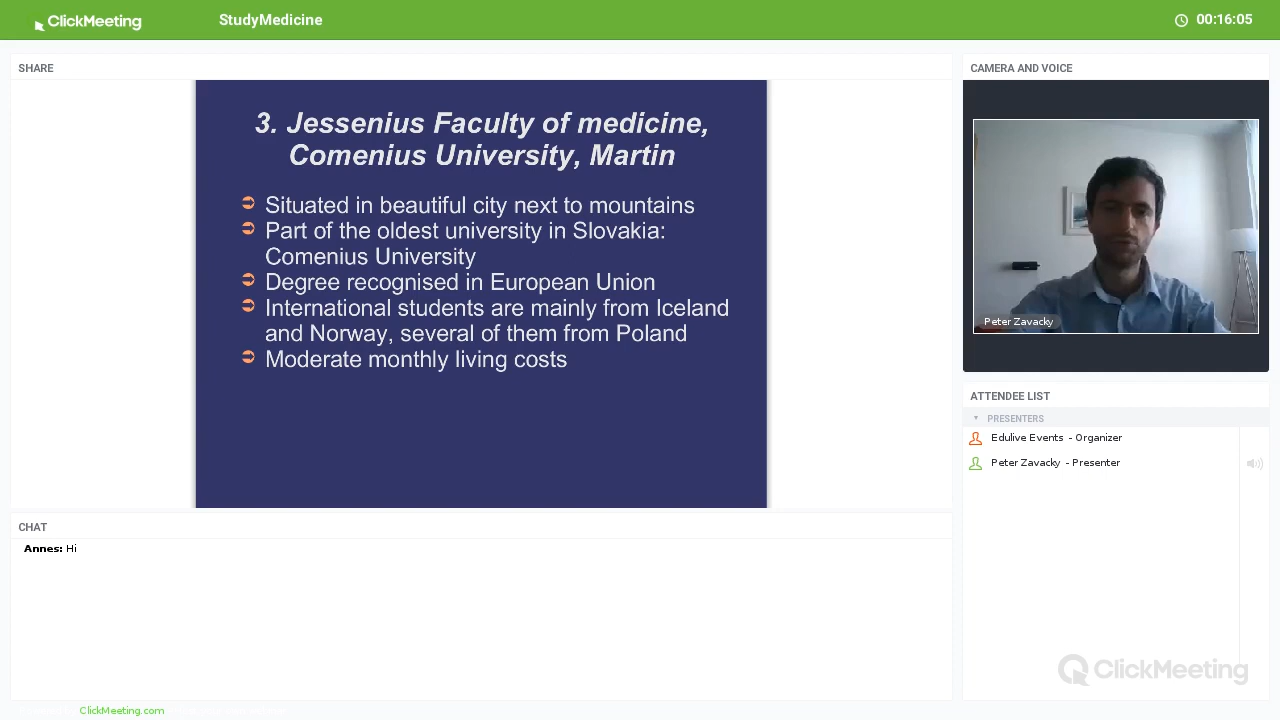 ClickMeeting
StudyMedicine
00:16:05
SHARE
3. Jessenius Faculty of medicine,
Comenius University, Martin
Situated in beautiful city next to mountains
Part of the oldest university in Slovakia:
Comenius University
Degree recognised in European Union
International students are mainly from Iceland
and Norway, several of them from Poland
Moderate monthly living costs
CHAT
Annes: Hi
CAMERA AND VOICE
Peter Zavacky
ATTENDEE LIST
PRESENTERS
Edulive Events - Organizer
Peter Zavacky - Presenter
ClickMeeting
ClickMeeting.com